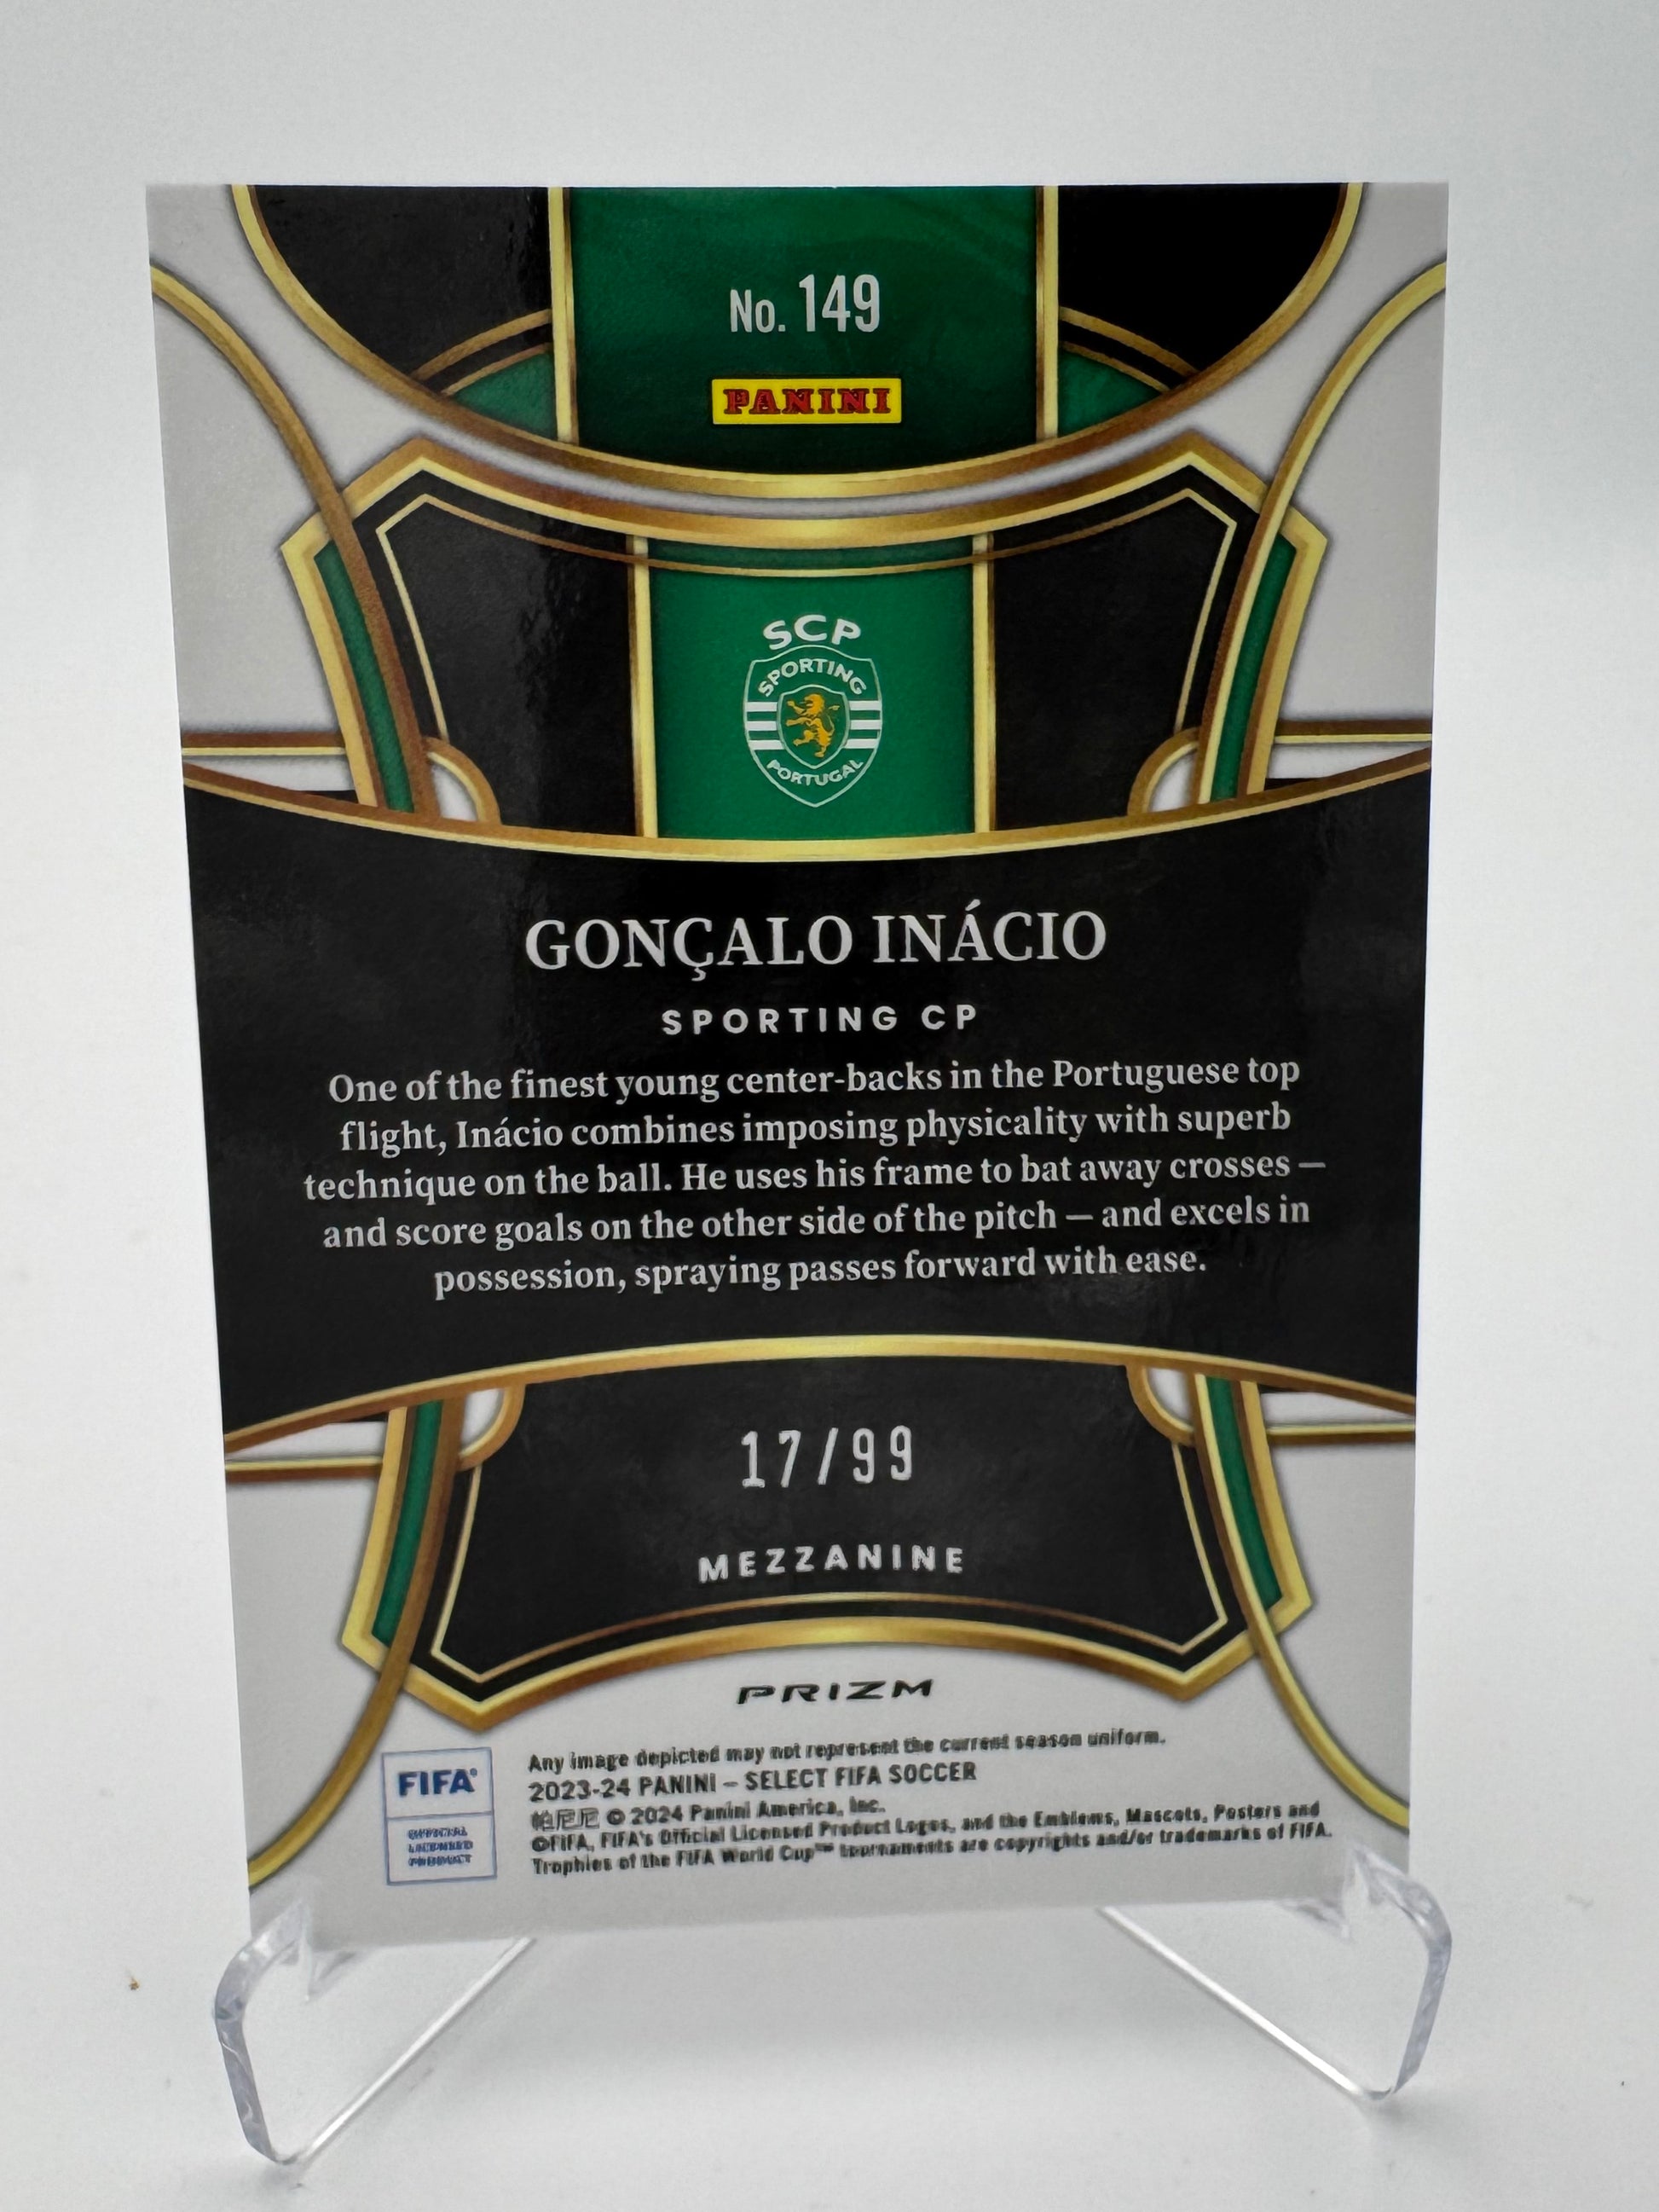 No. 149
PANINI
SCP
SPORTING
PORTUGAL
GONÇALO INÁCIO
SPORTING CP
One of the finest young center-backs in the Portuguese top
flight, Inácio combines imposing physicality with superb
technique on the ball. He uses his frame to bat away crosses —
and score goals on the other side of the pitch — and excels in
possession, spraying passes forward with ease.
17/99
MEZZANINE
PRIZM
Any image depicted may not represent the current season uniform.
2023-24 PANINI – SELECT FIFA SOCCER
帕尼尼 © 2024 Panini America, Inc.
©FIFA, FIFA's Official Licensed Product Logos, and the Emblems, Mascots, Posters and
Trophies of the FIFA World Cup™ tournaments are copyrights and/or trademarks of FIFA.
FIFA®
OFFICIAL
LICENSED
PRODUCT